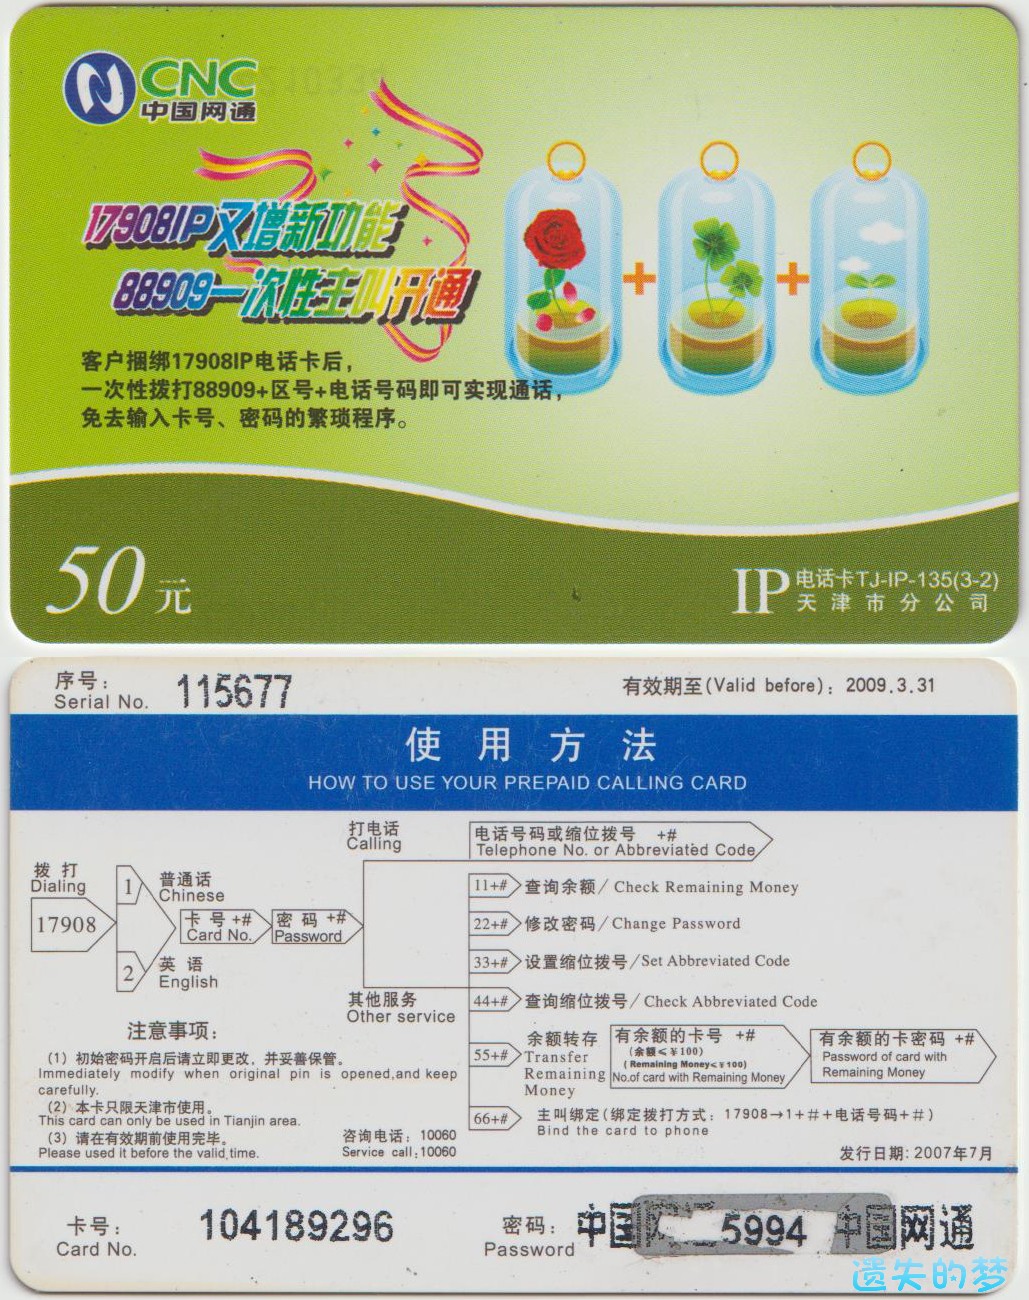 CNC
中国网通
17908IP又增新功能
88909一次性主叫开通
客户捆绑17908IP电话卡后，
一次性拨打88909+区号+电话号码即可实现通话，
免去输入卡号、密码的繁琐程序。
50元
IP 电话卡TJ-IP-135(3-2)
天津市分公司
序号：
Serial No. 115677
有效期至(Valid before)：2009.3.31
使用方法
HOW TO USE YOUR PREPAID CALLING CARD
拨打
Dialing
17908
1
普通话
Chinese
2
英语
English
卡号+#
Card No.
密码+#
Password
打电话
Calling
电话号码或缩位拨号 +#
Telephone No. or Abbreviated Code
其他服务
Other service
11+# 查询余额/Check Remaining Money
22+# 修改密码/Change Password
33+# 设置缩位拨号/Set Abbreviated Code
44+# 查询缩位拨号/Check Abbreviated Code
55+# 余额转存
Transfer
Remaining
Money
有余额的卡号 +#
(余额≤￥100)
(Remaining Money≤￥100)
No.of card with Remaining Money
有余额的卡密码 +#
Password of card with
Remaining Money
66+# 主叫绑定(绑定拨打方式：17908→1+#+电话号码+#)
Bind the card to phone
注意事项：
(1) 初始密码开启后请立即更改，并妥善保管。
Immediately modify when original pin is opened,and keep
carefully.
(2) 本卡只限天津市使用。
This card can only be used in Tianjin area.
(3) 请在有效期前使用完毕。
Please used it before the valid time.
咨询电话：10060
Service call:10060
发行日期：2007年7月
卡号：
Card No. 104189296
密码：
Password
中国网 5994 中国网通
遗失的梦